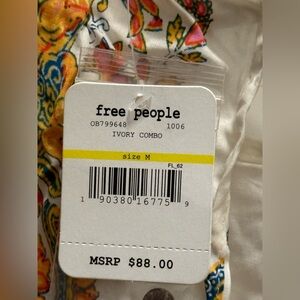 free people
OB799648 1006
IVORY COMBO
size M
FL_62
1 90380 16775 9
MSRP $88.00